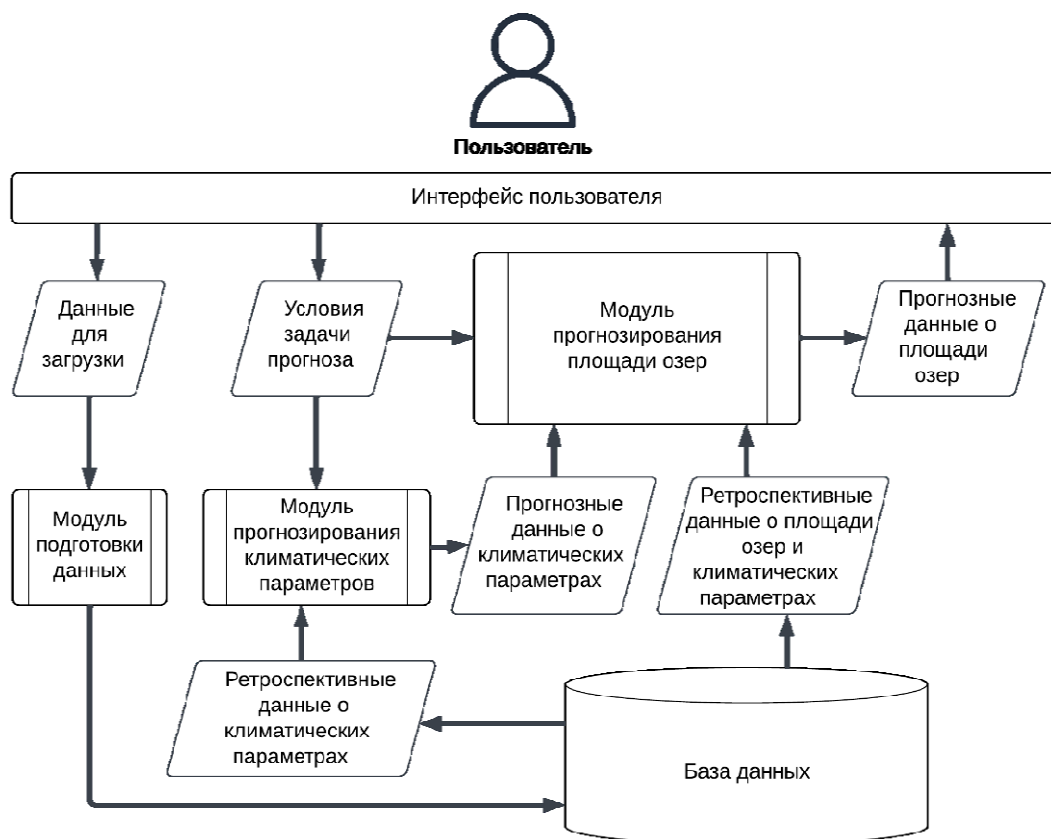 Пользователь
Интерфейс пользователя
Данные
для
загрузки
Условия
задачи
прогноза
Модуль
прогнозирования
площади озер
Прогнозные
данные о
площади
озер
Модуль
подготовки
данных
Модуль
прогнозирования
климатических
параметров
Прогнозные
данные о
климатических
параметрах
Ретроспективные
данные о площади
озер и
климатических
параметрах
Ретроспективные
данные о
климатических
параметрах
База данных